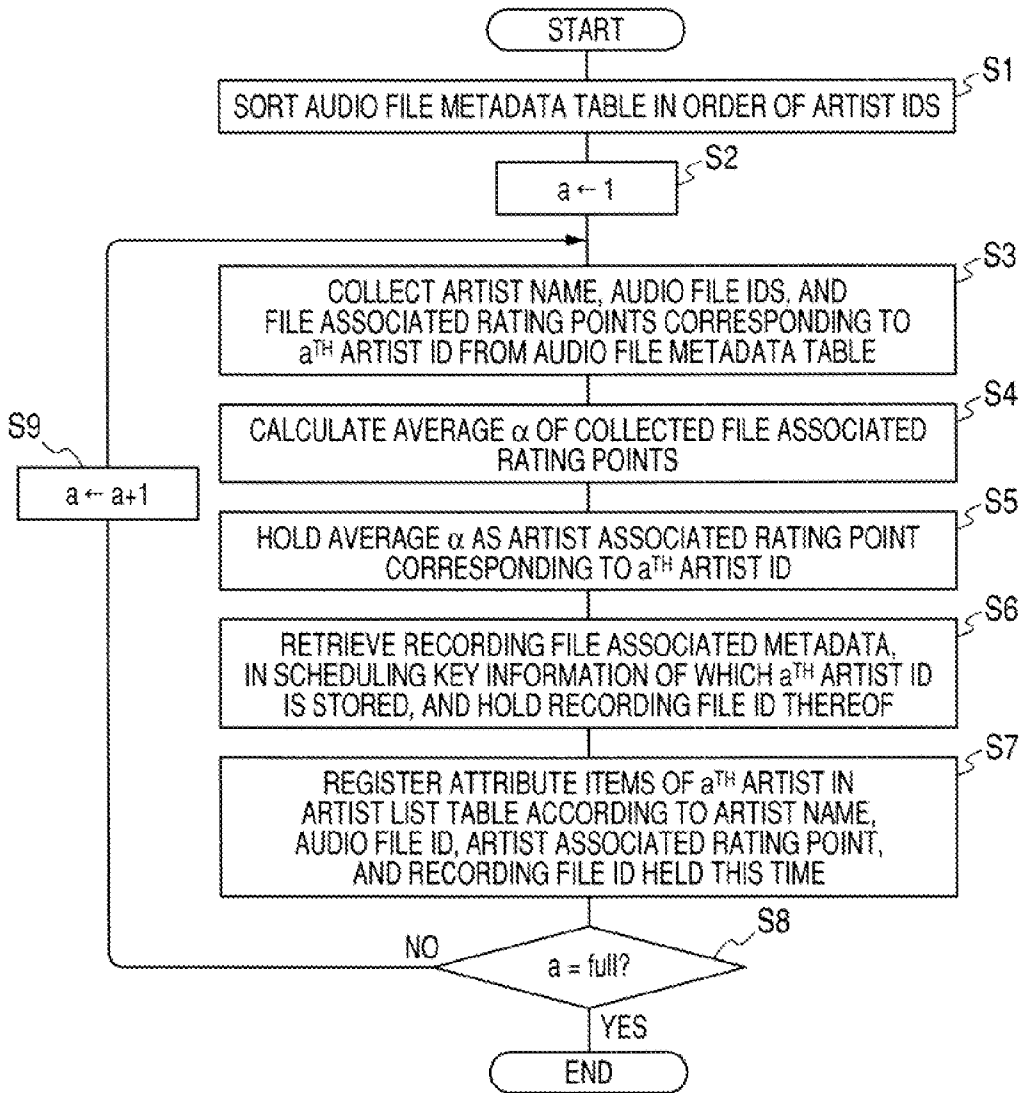 START
S1
SORT AUDIO FILE METADATA TABLE IN ORDER OF ARTIST IDS
S2
a ← 1
S3
COLLECT ARTIST NAME, AUDIO FILE IDS, AND
FILE ASSOCIATED RATING POINTS CORRESPONDING TO
aTH ARTIST ID FROM AUDIO FILE METADATA TABLE
S4
CALCULATE AVERAGE α OF COLLECTED FILE ASSOCIATED
RATING POINTS
S9
a ← a+1
S5
HOLD AVERAGE α AS ARTIST ASSOCIATED RATING POINT
CORRESPONDING TO aTH ARTIST ID
S6
RETRIEVE RECORDING FILE ASSOCIATED METADATA,
IN SCHEDULING KEY INFORMATION OF WHICH aTH ARTIST ID
IS STORED, AND HOLD RECORDING FILE ID THEREOF
S7
REGISTER ATTRIBUTE ITEMS OF aTH ARTIST IN
ARTIST LIST TABLE ACCORDING TO ARTIST NAME,
AUDIO FILE ID, ARTIST ASSOCIATED RATING POINT,
AND RECORDING FILE ID HELD THIS TIME
S8
NO
a = full?
YES
END